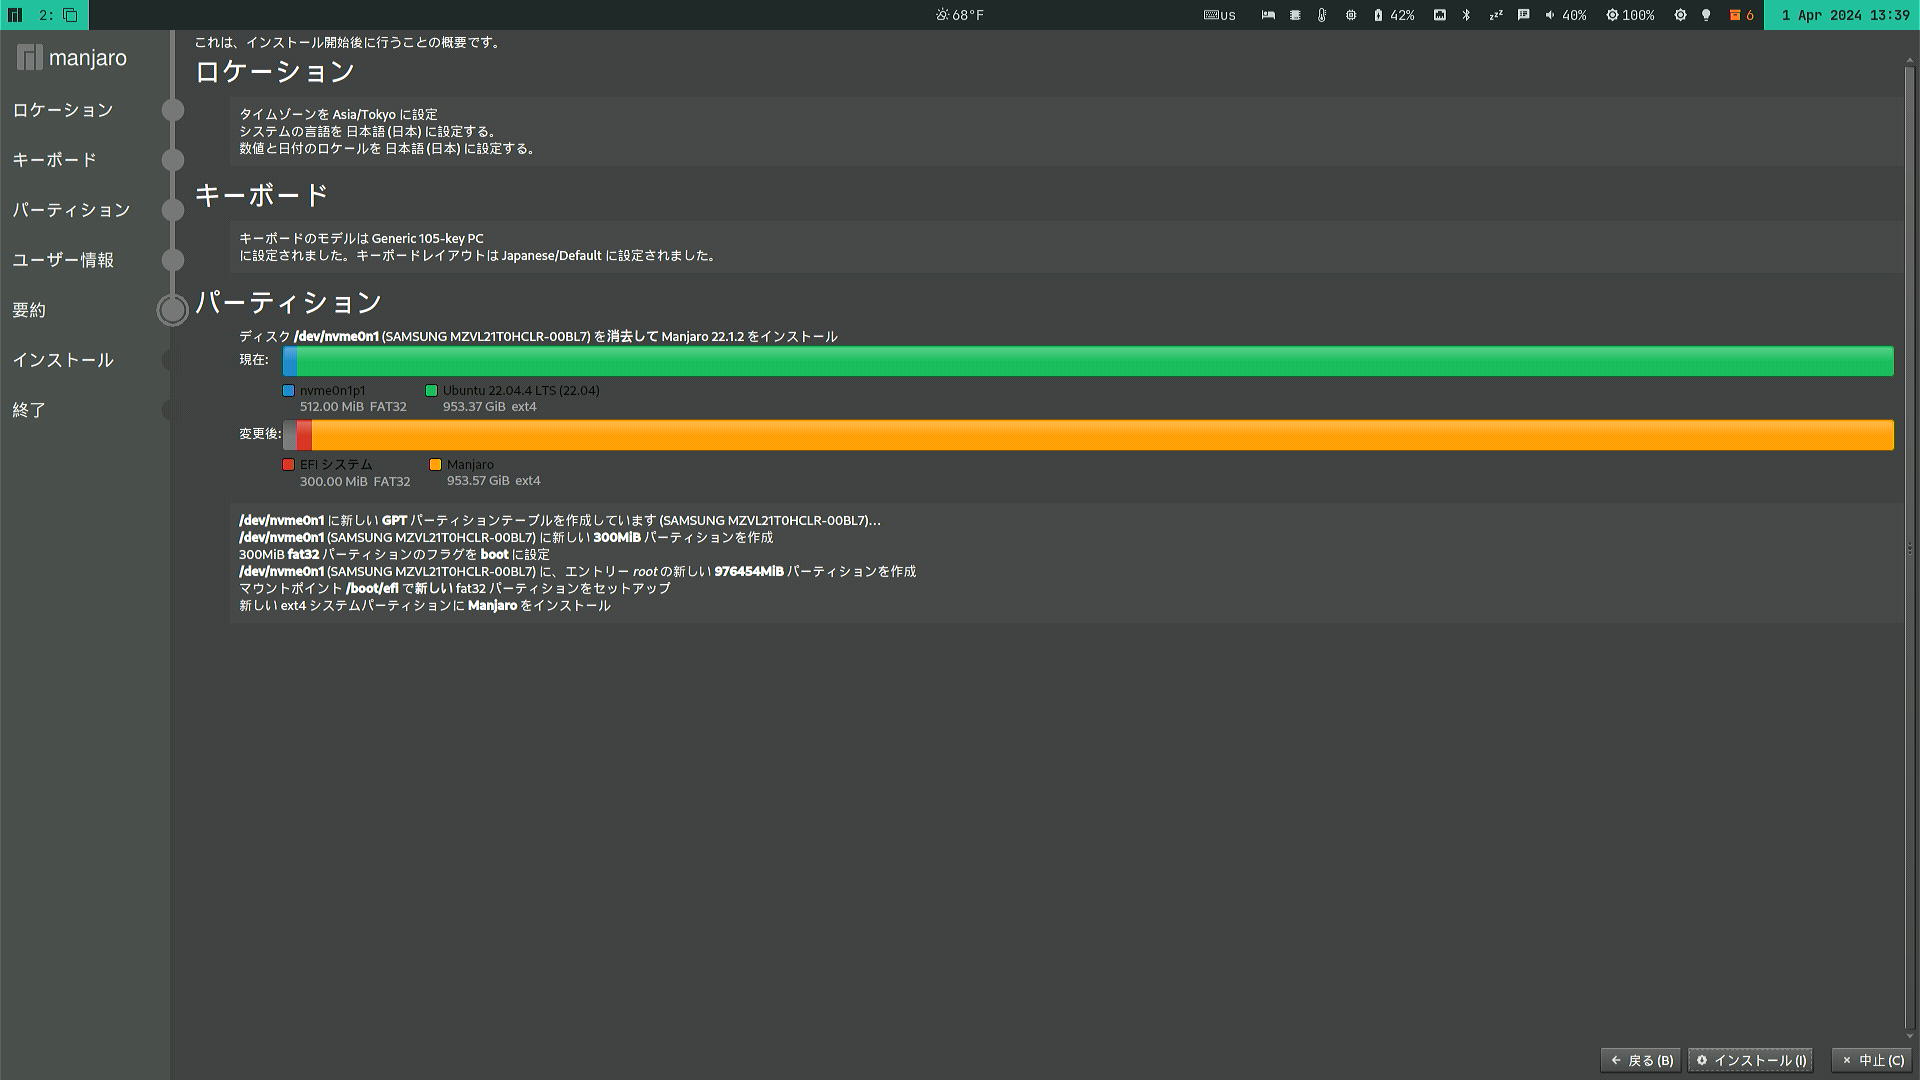 2:
68°F
us
42%
40%
100%
6
1 Apr 2024 13:39
manjaro
ロケーション
キーボード
パーティション
ユーザー情報
要約
インストール
終了
これは、インストール開始後に行うことの概要です。
ロケーション
タイムゾーンを Asia/Tokyo に設定
システムの言語を 日本語 (日本) に設定する。
数値と日付のロケールを 日本語 (日本) に設定する。
キーボード
キーボードのモデルは Generic 105-key PC
に設定されました。キーボードレイアウトは Japanese/Default に設定されました。
パーティション
ディスク /dev/nvme0n1 (SAMSUNG MZVL21T0HCLR-00BL7) を消去して Manjaro 22.1.2 をインストール
現在:
nvme0n1p1
512.00 MiB FAT32
Ubuntu 22.04.4 LTS (22.04)
953.37 GiB ext4
変更後:
EFI システム
300.00 MiB FAT32
Manjaro
953.57 GiB ext4
/dev/nvme0n1 に新しい GPT パーティションテーブルを作成しています (SAMSUNG MZVL21T0HCLR-00BL7)…
/dev/nvme0n1 (SAMSUNG MZVL21T0HCLR-00BL7) に新しい 300MiB パーティションを作成
300MiB fat32 パーティションのフラグを boot に設定
/dev/nvme0n1 (SAMSUNG MZVL21T0HCLR-00BL7) に、エントリー root の新しい 976454MiB パーティションを作成
マウントポイント /boot/efi で新しい fat32 パーティションをセットアップ
新しい ext4 システムパーティションに Manjaro をインストール
戻る (B)
インストール (I)
中止 (C)